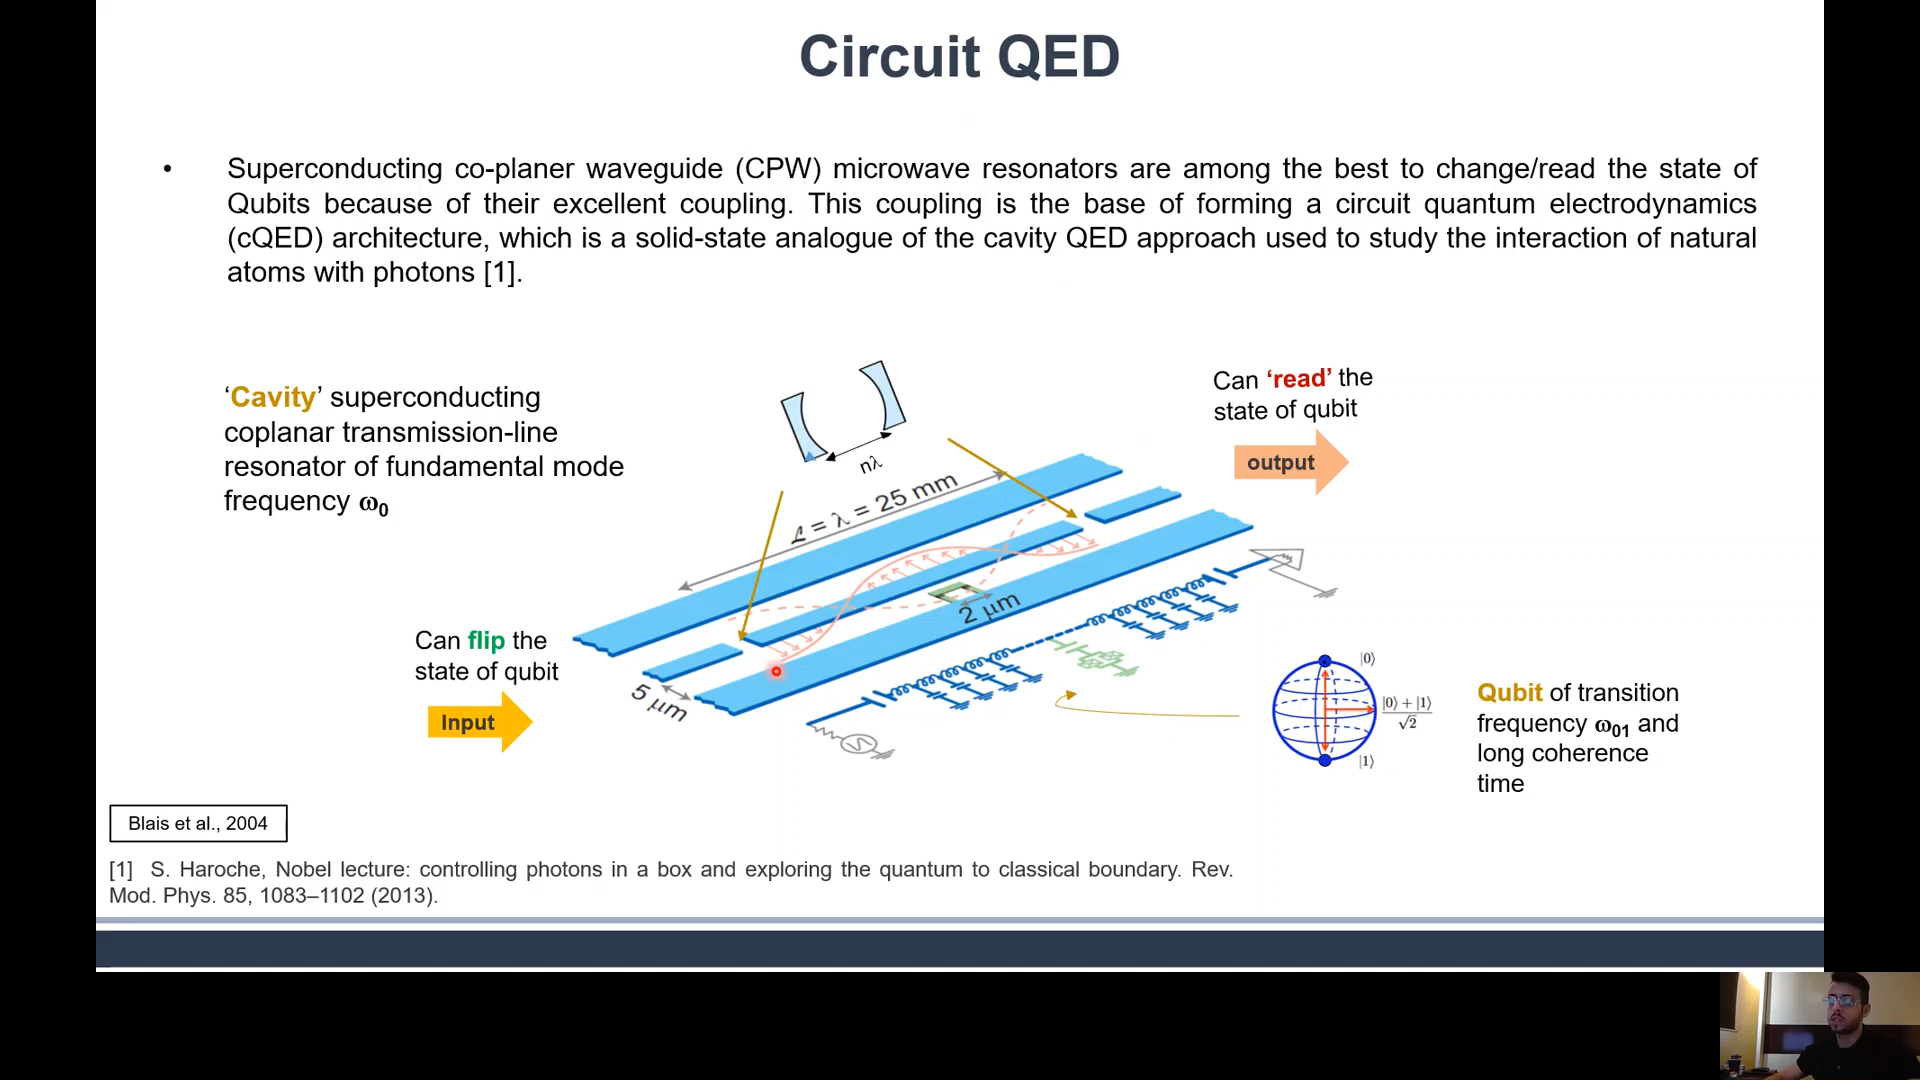 Circuit QED
• Superconducting co-planer waveguide (CPW) microwave resonators are among the best to change/read the state of
Qubits because of their excellent coupling. This coupling is the base of forming a circuit quantum electrodynamics
(cQED) architecture, which is a solid-state analogue of the cavity QED approach used to study the interaction of natural
atoms with photons [1].
‘Cavity’ superconducting
coplanar transmission-line
resonator of fundamental mode
frequency ω₀
nλ
ℒ = λ = 25 mm
Can ‘read’ the
state of qubit
output
2 μm
Can flip the
state of qubit
Input
5 μm
|0⟩
|0⟩ + |1⟩
√2
|1⟩
Qubit of transition
frequency ω₀₁ and
long coherence
time
Blais et al., 2004
[1] S. Haroche, Nobel lecture: controlling photons in a box and exploring the quantum to classical boundary. Rev.
Mod. Phys. 85, 1083–1102 (2013).